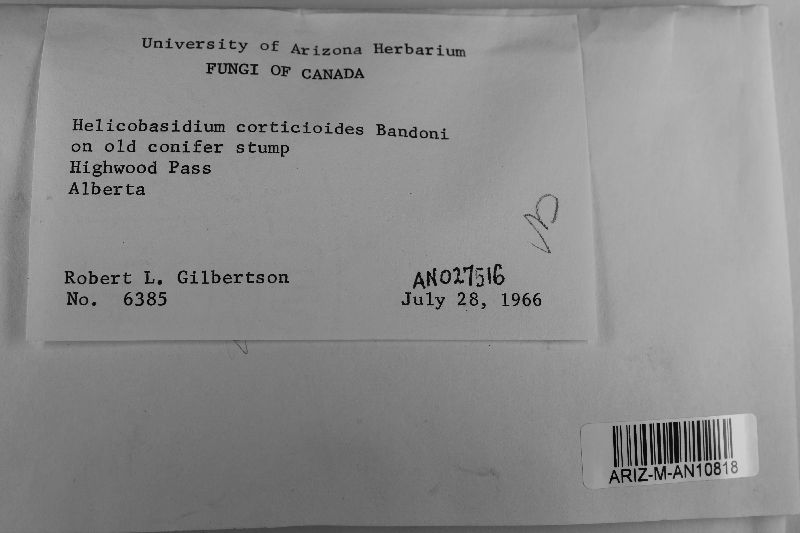 University of Arizona Herbarium
FUNGI OF CANADA
Helicobasidium corticioides Bandoni
on old conifer stump
Highwood Pass
Alberta
Robert L. Gilbertson
No. 6385
AN027516
July 28, 1966
ARIZ-M-AN10818